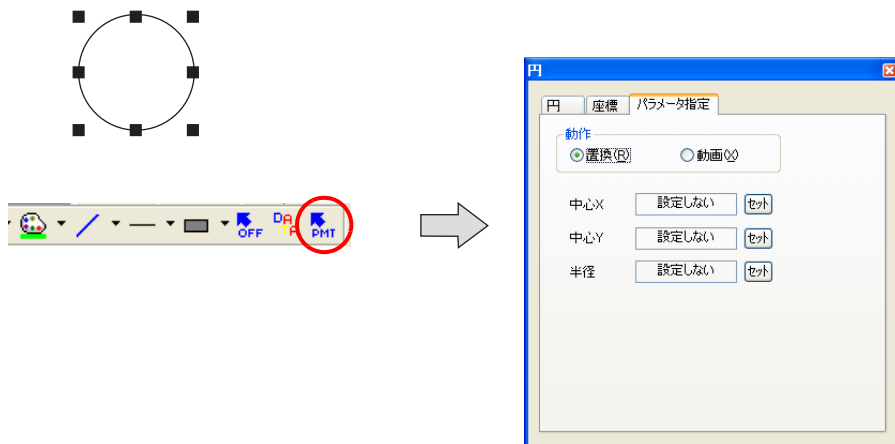 OFF
DA
TA
PMT
円
円 座標 パラメータ指定
動作
置換(R) 動画(X)
中心X 設定しない セット
中心Y 設定しない セット
半径 設定しない セット